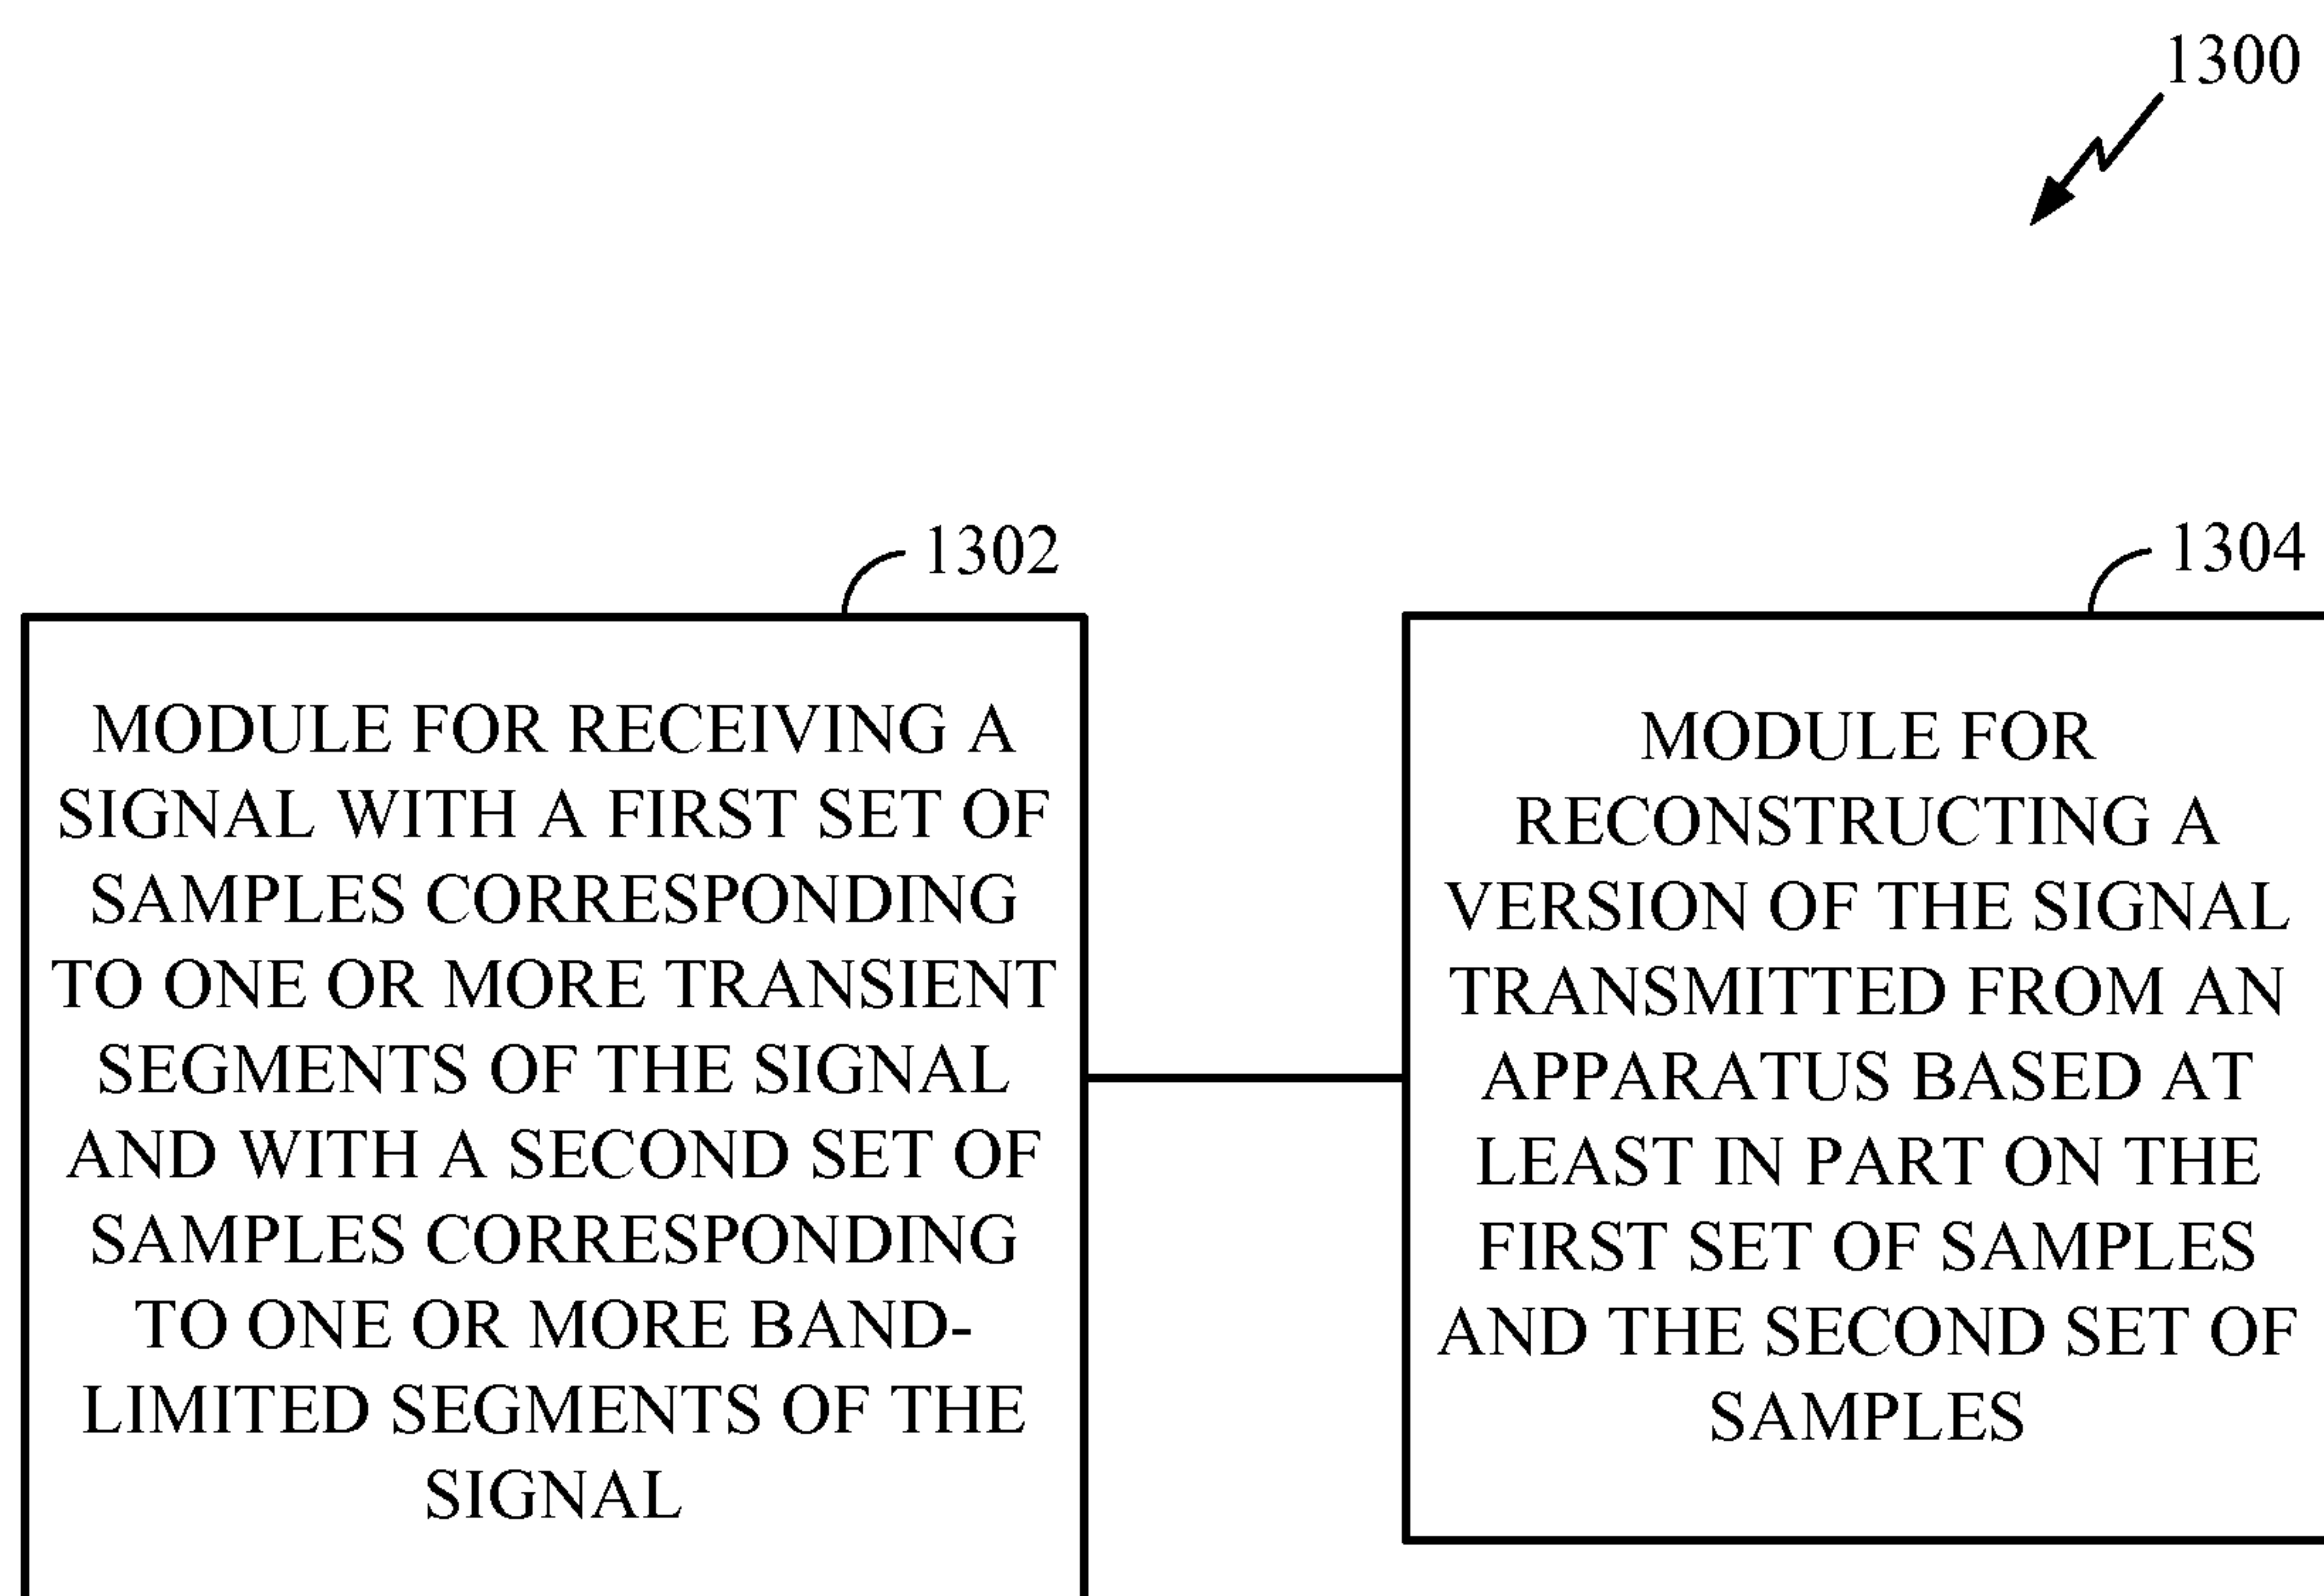 1300
1302
MODULE FOR RECEIVING A
SIGNAL WITH A FIRST SET OF
SAMPLES CORRESPONDING
TO ONE OR MORE TRANSIENT
SEGMENTS OF THE SIGNAL
AND WITH A SECOND SET OF
SAMPLES CORRESPONDING
TO ONE OR MORE BAND-
LIMITED SEGMENTS OF THE
SIGNAL
1304
MODULE FOR
RECONSTRUCTING A
VERSION OF THE SIGNAL
TRANSMITTED FROM AN
APPARATUS BASED AT
LEAST IN PART ON THE
FIRST SET OF SAMPLES
AND THE SECOND SET OF
SAMPLES